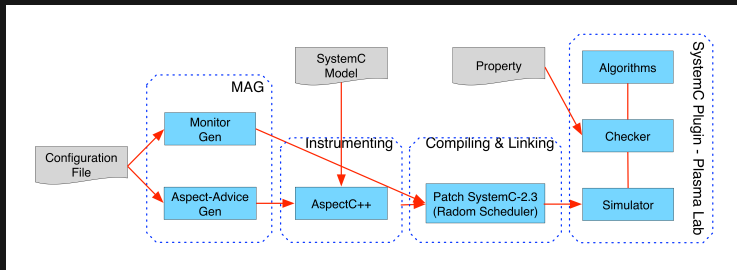 Configuration
File
MAG
Monitor
Gen
Aspect-Advice
Gen
SystemC
Model
Instrumenting
AspectC++
Compiling & Linking
Patch SystemC-2.3
(Radom Scheduler)
Property
Algorithms
Checker
Simulator
SystemC Plugin - Plasma Lab